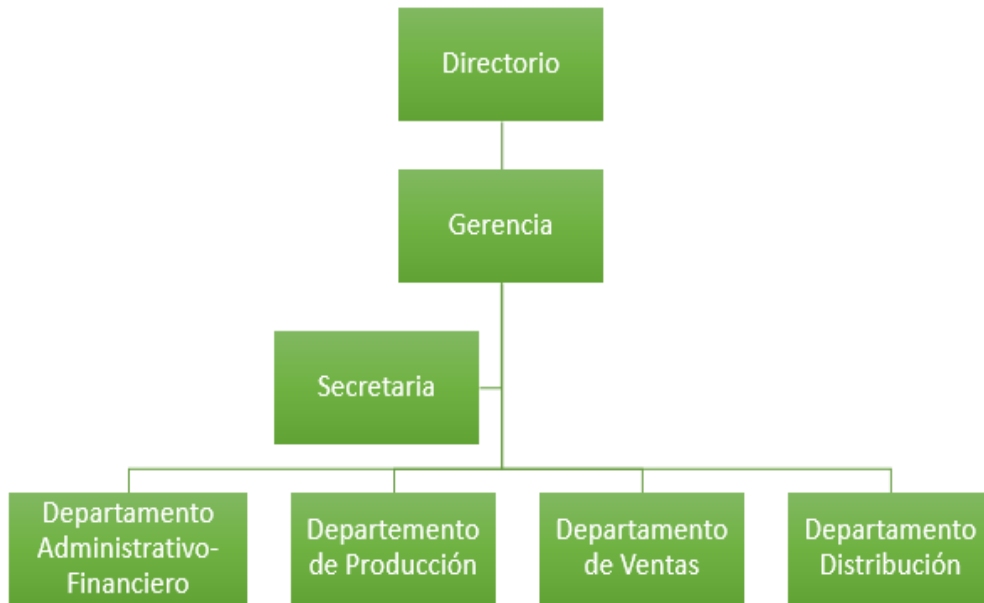 Directorio
Gerencia
Secretaria
Departamento
Administrativo-
Financiero
Departemento
de Producción
Departamento
de Ventas
Departamento
Distribución